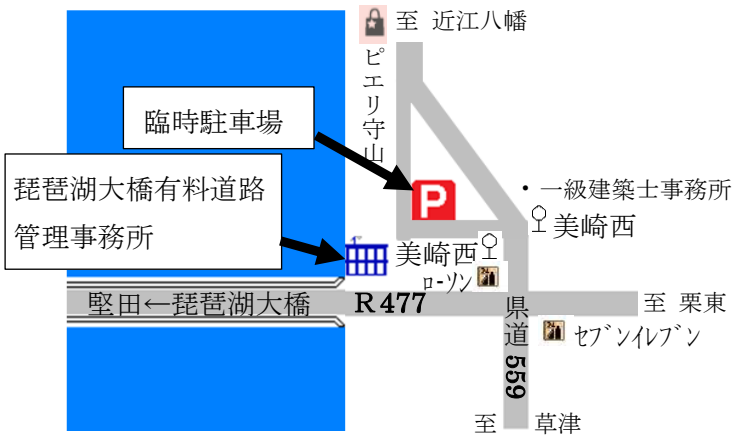 至 近江八幡
ピエリ守山
臨時駐車場
琵琶湖大橋有料道路
管理事務所
P
・一級建築士事務所
美崎西
美崎西
ﾛｰｿﾝ
堅田←琵琶湖大橋
R477
県道 559
至 栗東
ｾﾌﾞﾝｲﾚﾌﾞﾝ
至 草津